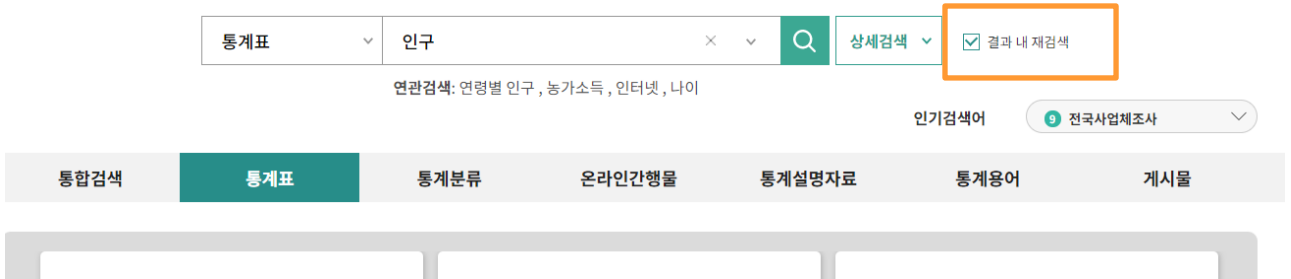 통계표 인구 상세검색 결과 내 재검색
연관검색: 연령별 인구 , 농가소득 , 인터넷 , 나이
인기검색어 9 전국사업체조사
통합검색 통계표 통계분류 온라인간행물 통계설명자료 통계용어 게시물